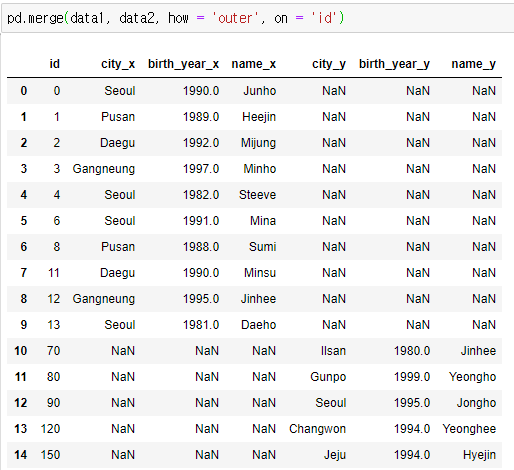 pd.merge(data1, data2, how = 'outer', on = 'id')
id city_x birth_year_x name_x city_y birth_year_y name_y
0 0 Seoul 1990.0 Junho NaN NaN NaN
1 1 Pusan 1989.0 Heejin NaN NaN NaN
2 2 Daegu 1992.0 Mijung NaN NaN NaN
3 3 Gangneung 1997.0 Minho NaN NaN NaN
4 4 Seoul 1982.0 Steeve NaN NaN NaN
5 6 Seoul 1991.0 Mina NaN NaN NaN
6 8 Pusan 1988.0 Sumi NaN NaN NaN
7 11 Daegu 1990.0 Minsu NaN NaN NaN
8 12 Gangneung 1995.0 Jinhee NaN NaN NaN
9 13 Seoul 1981.0 Daeho NaN NaN NaN
10 70 NaN NaN NaN Ilsan 1980.0 Jinhee
11 80 NaN NaN NaN Gunpo 1999.0 Yeongho
12 90 NaN NaN NaN Seoul 1995.0 Jongho
13 120 NaN NaN NaN Changwon 1994.0 Yeonghee
14 150 NaN NaN NaN Jeju 1994.0 Hyejin